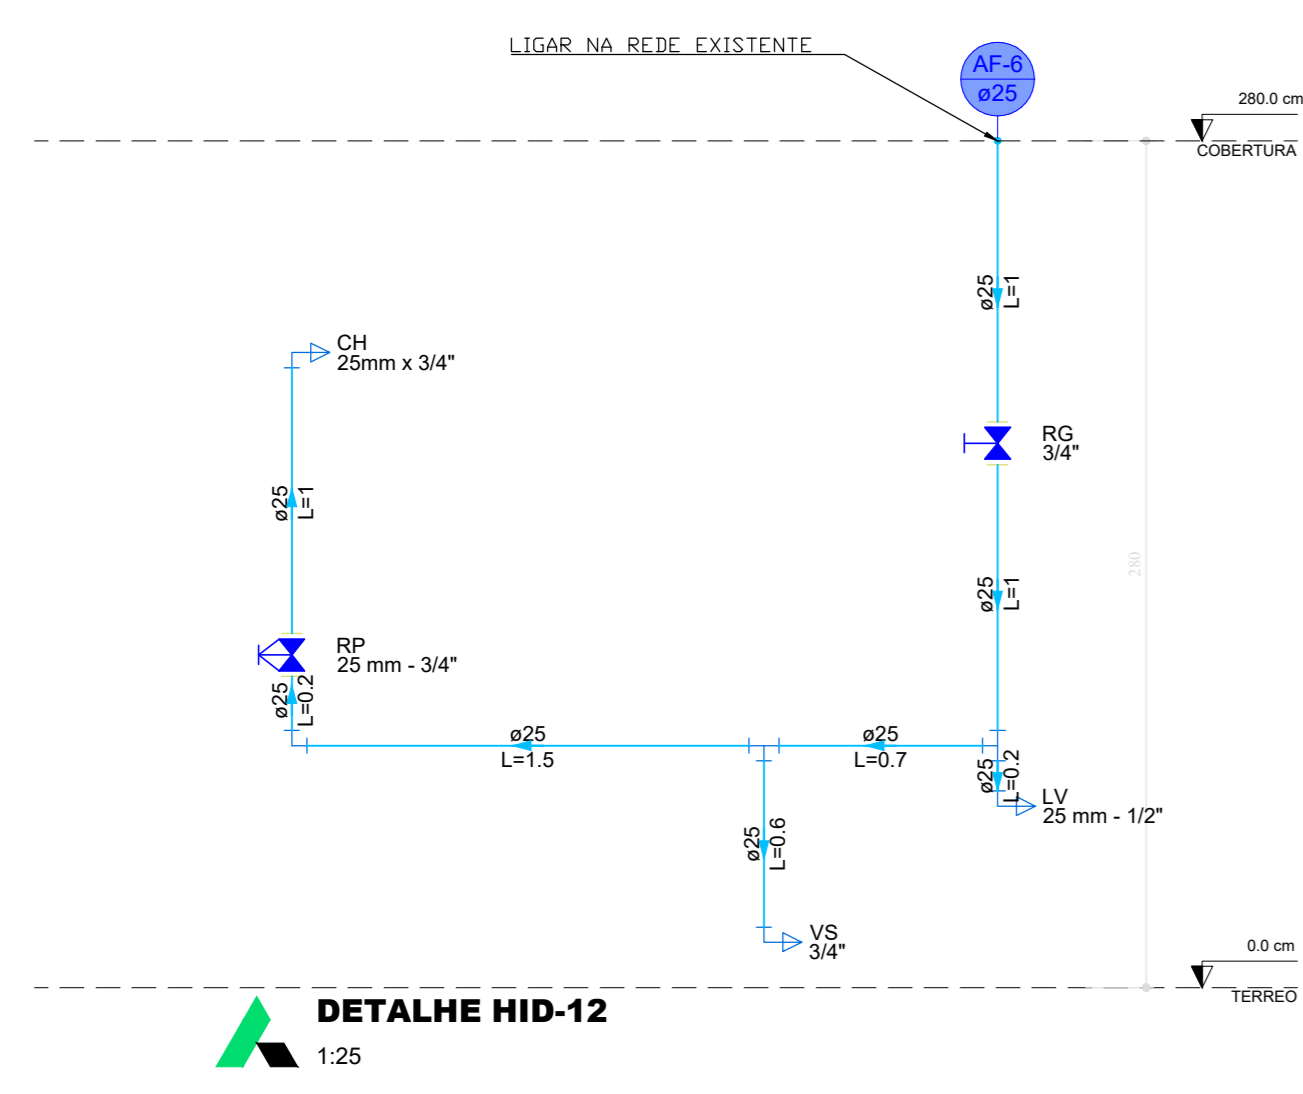 LIGAR NA REDE EXISTENTE
AF-6
ø25
280.0 cm
COBERTURA
ø25
L=1
CH
25mm x 3/4"
RG
3/4"
ø25
L=1
280
ø25
L=1
RP
25 mm - 3/4"
ø25
L=0.2
ø25
L=1.5
ø25
L=0.7
ø25
L=0.2
LV
25 mm - 1/2"
ø25
L=0.6
VS
3/4"
0.0 cm
TERREO
DETALHE HID-12
1:25